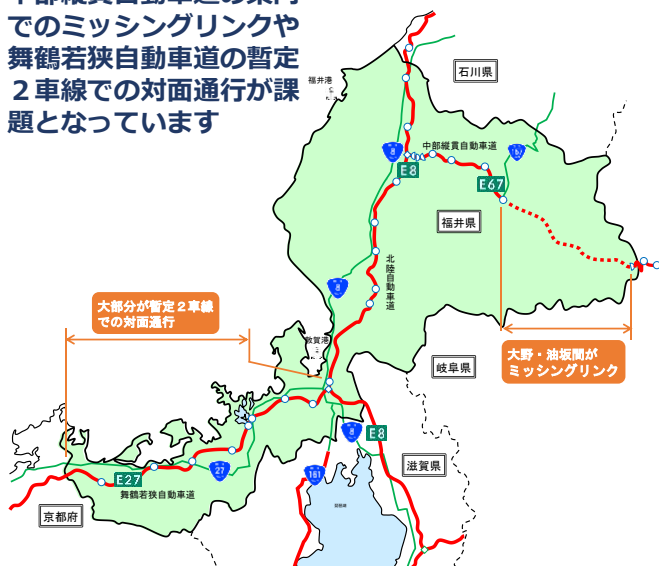 でのミッシングリンクや
舞鶴若狭自動車道の暫定
２車線での対面通行が課
題となっています
石川県
福井港
中部縦貫自動車道
8
E8
157
E67
福井県
北陸自動車道
8
大部分が暫定２車線
での対面通行
敦賀港
大野・油坂間が
ミッシングリンク
岐阜県
8
E8
滋賀県
27
E27
161
舞鶴若狭自動車道
京都府